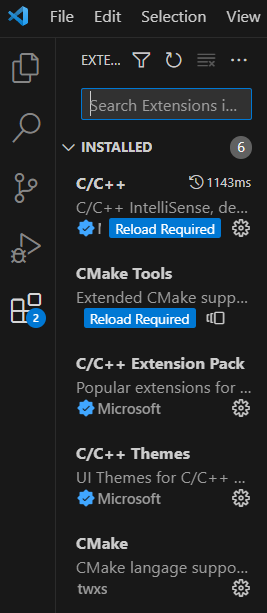 File Edit Selection View
EXTE...
Search Extensions i...
INSTALLED 6
C/C++ 1143ms
C/C++ IntelliSense, de...
Reload Required
CMake Tools
Extended CMake supp...
Reload Required
C/C++ Extension Pack
Popular extensions for ...
Microsoft
C/C++ Themes
UI Themes for C/C++ ...
Microsoft
2
CMake
CMake langage suppo...
twxs